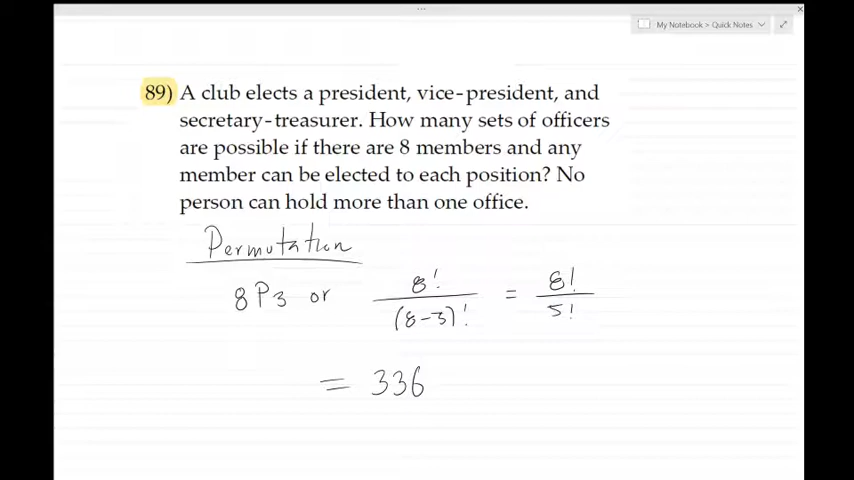 My Notebook > Quick Notes
89) A club elects a president, vice-president, and
secretary-treasurer. How many sets of officers
are possible if there are 8 members and any
member can be elected to each position? No
person can hold more than one office.
Permutation
8P3 or 8!/(8-3)! = 8!/5!
= 336